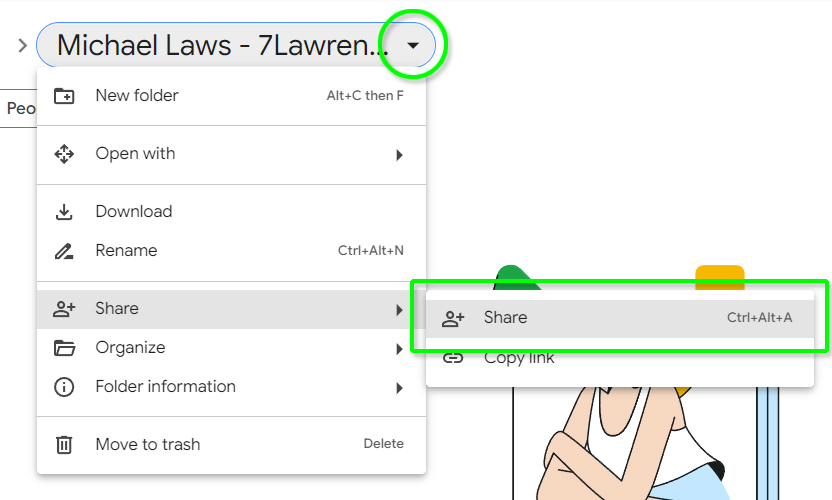 Michael Laws - 7Lawren...
Peo
New folder Alt+C then F
Open with
Download
Rename Ctrl+Alt+N
Share
Organize
Folder information
Move to trash Delete
Share Ctrl+Alt+A
Copy link